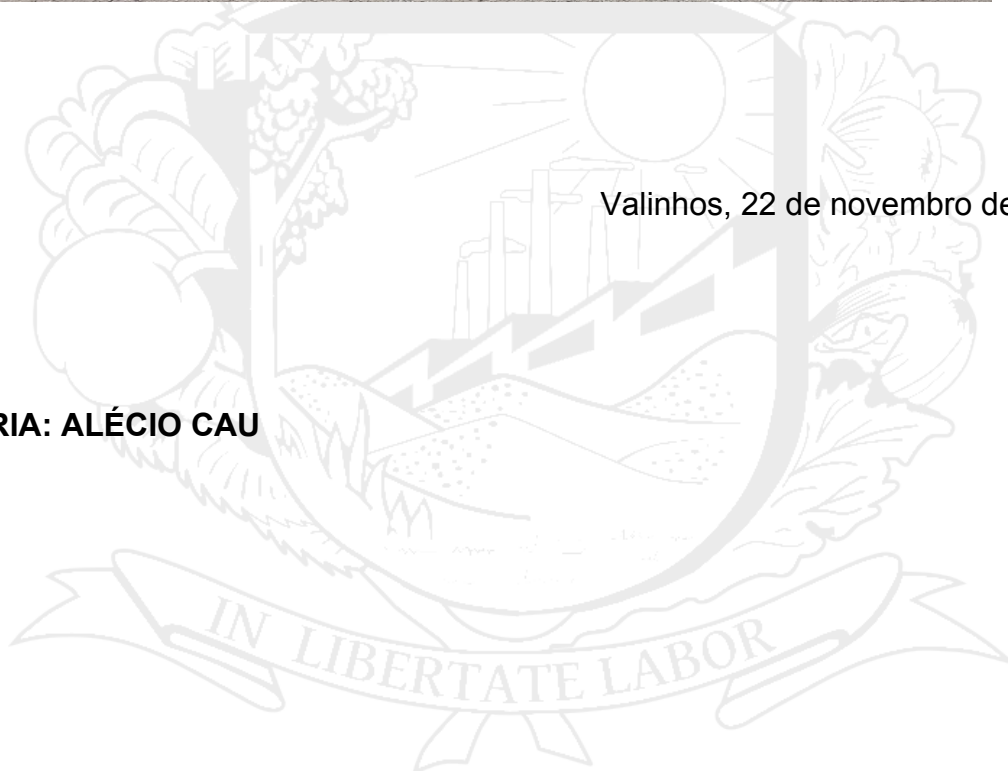 Valinhos, 22 de novembro de
RIA: ALÉCIO CAU
IN LIBERTATE LABOR